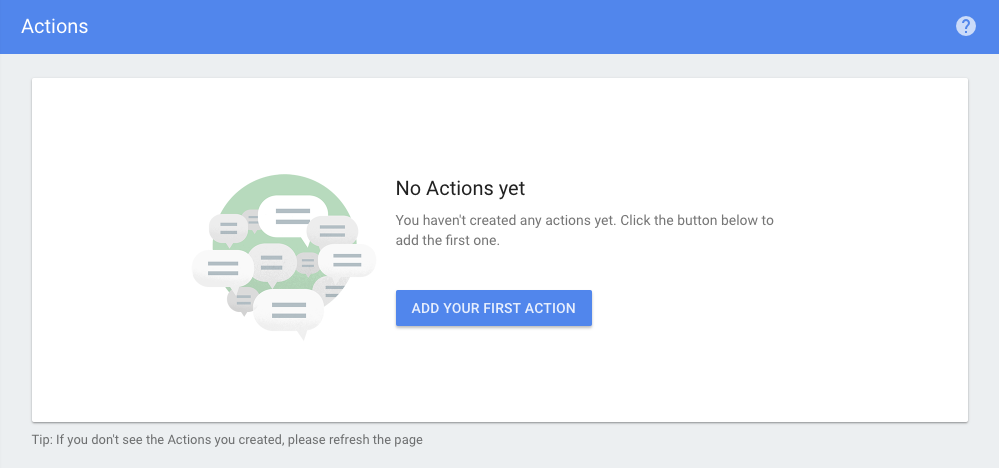 Actions
?
No Actions yet
You haven't created any actions yet. Click the button below to
add the first one.
ADD YOUR FIRST ACTION
Tip: If you don't see the Actions you created, please refresh the page